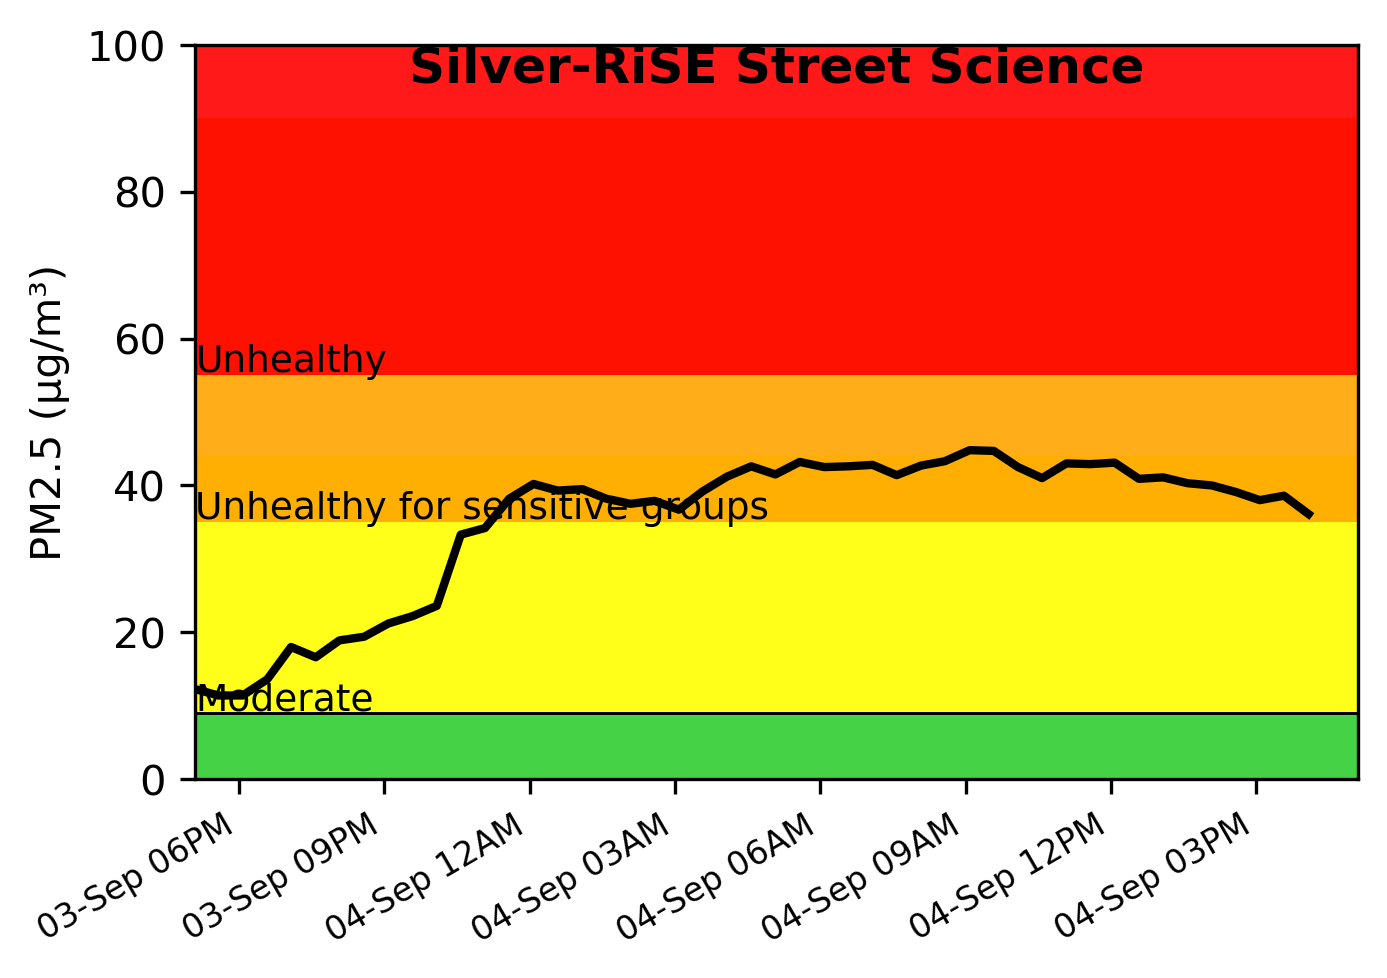 Silver-RiSE Street Science
100
80
60
40
20
0
PM2.5 (µg/m³)
Unhealthy
Unhealthy for sensitive groups
Moderate
03-Sep 06PM
03-Sep 09PM
04-Sep 12AM
04-Sep 03AM
04-Sep 06AM
04-Sep 09AM
04-Sep 12PM
04-Sep 03PM